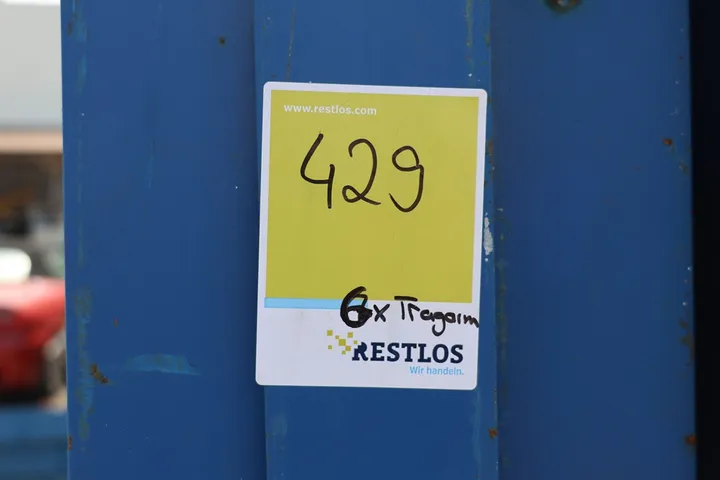 www.restlos.com
429
6x Tragarm
RESTLOS
Wir handeln.